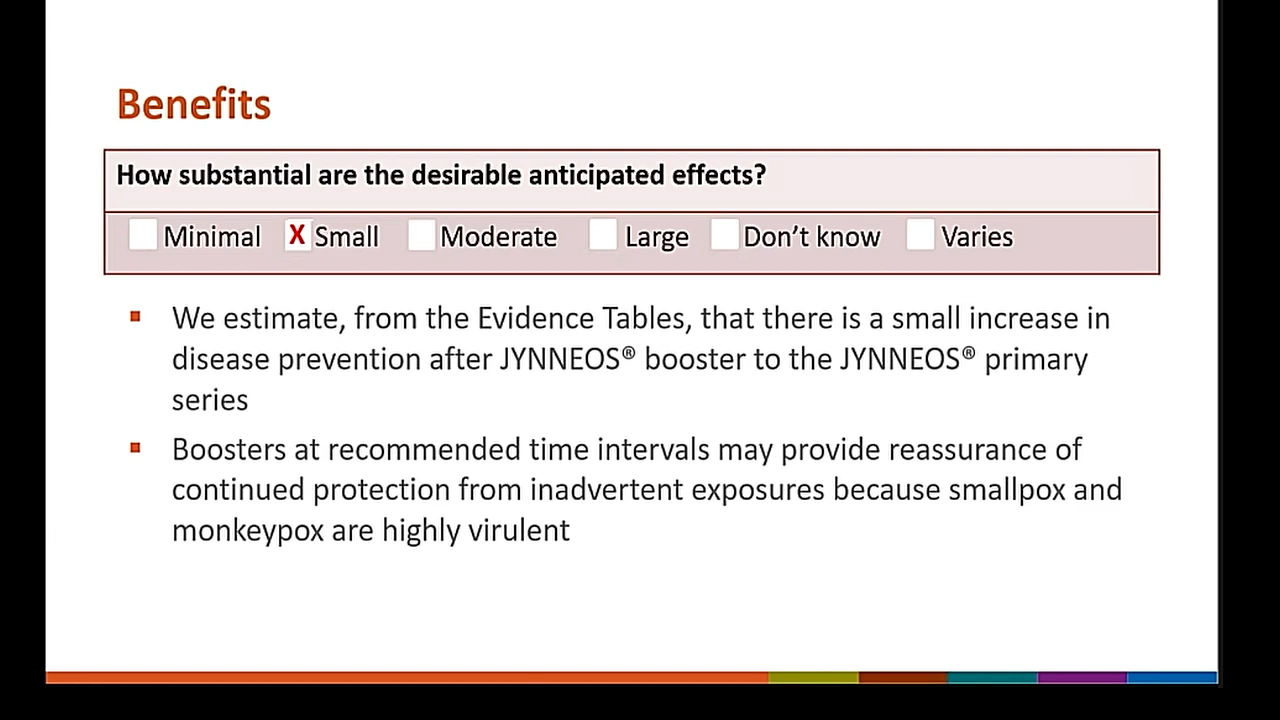 Benefits
How substantial are the desirable anticipated effects?
Minimal X Small Moderate Large Don’t know Varies
▪ We estimate, from the Evidence Tables, that there is a small increase in
disease prevention after JYNNEOS® booster to the JYNNEOS® primary
series
▪ Boosters at recommended time intervals may provide reassurance of
continued protection from inadvertent exposures because smallpox and
monkeypox are highly virulent